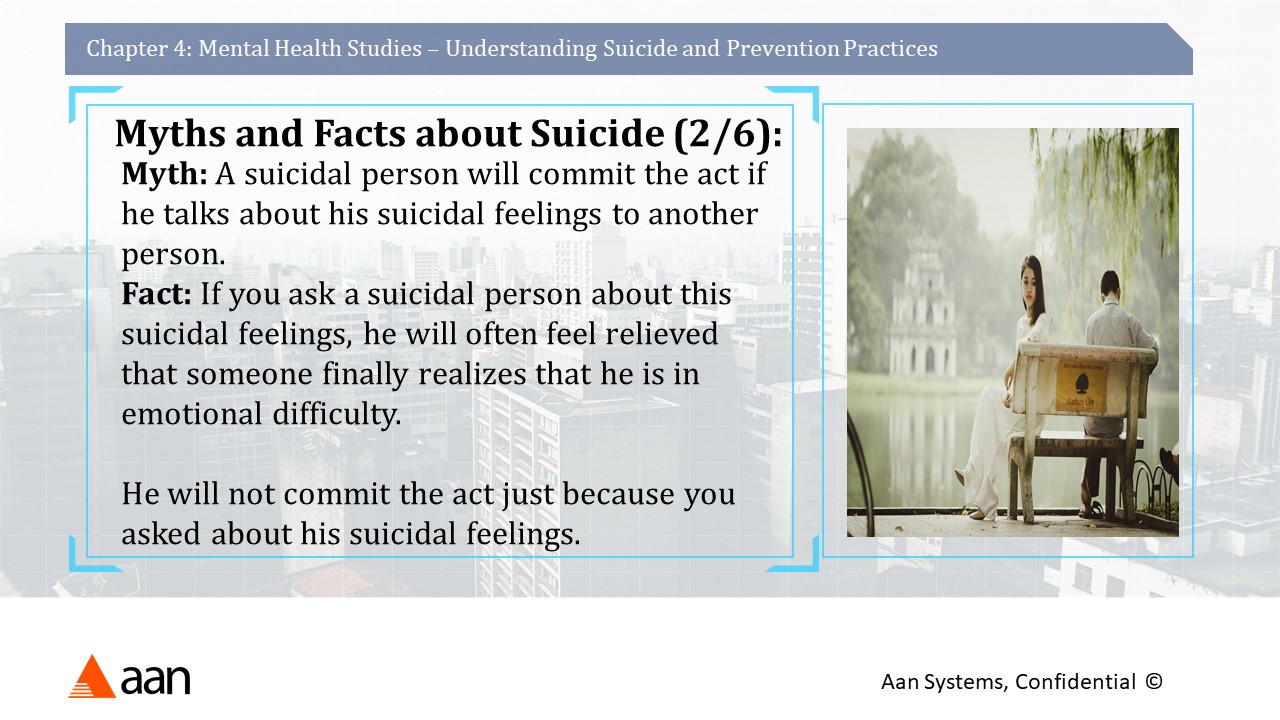 Chapter 4: Mental Health Studies – Understanding Suicide and Prevention Practices
Myths and Facts about Suicide (2/6):
Myth: A suicidal person will commit the act if
he talks about his suicidal feelings to another
person.
Fact: If you ask a suicidal person about this
suicidal feelings, he will often feel relieved
that someone finally realizes that he is in
emotional difficulty.
He will not commit the act just because you
asked about his suicidal feelings.
aan
Aan Systems, Confidential ©